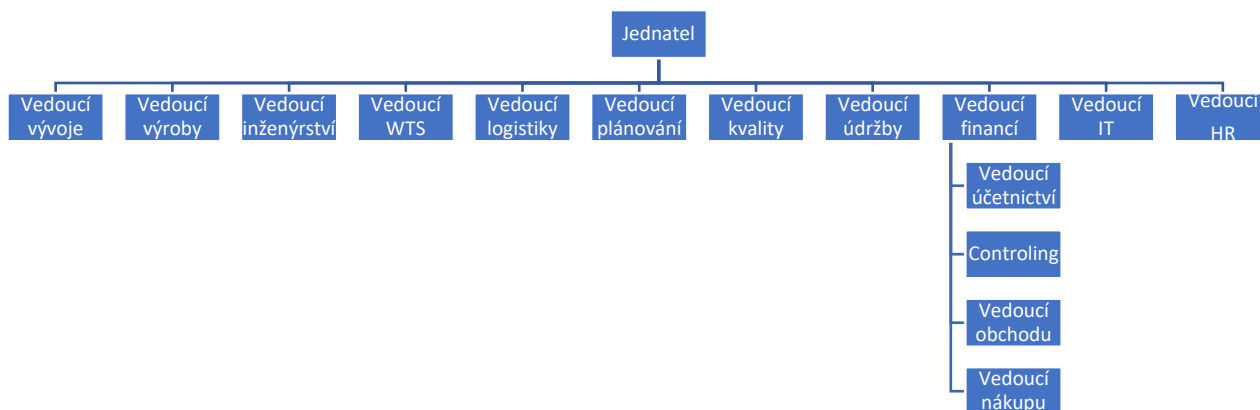 Jednatel
Vedoucí
vývoje
Vedoucí
výroby
Vedoucí
inženýrství
Vedoucí
WTS
Vedoucí
logistiky
Vedoucí
plánování
Vedoucí
kvality
Vedoucí
údržby
Vedoucí
financí
Vedoucí
IT
Vedoucí
HR
Vedoucí
účetnictví
Controling
Vedoucí
obchodu
Vedoucí
nákupu